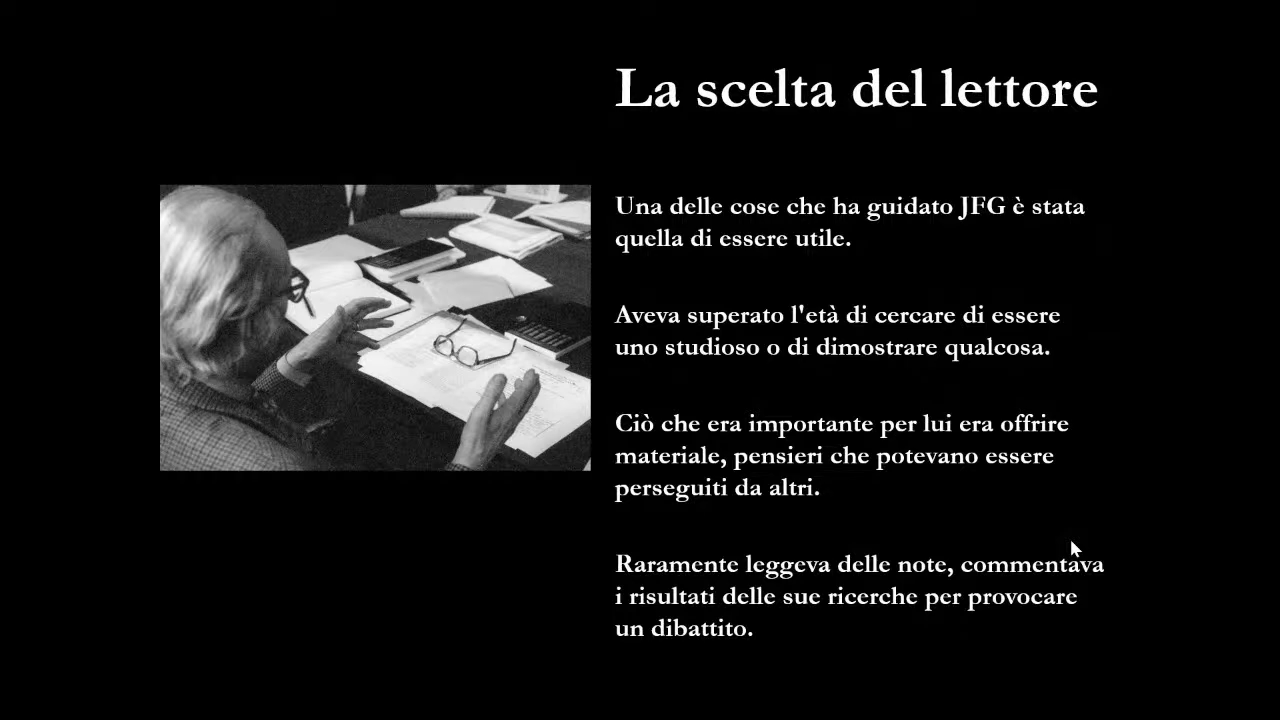 La scelta del lettore
Una delle cose che ha guidato JFG è stata
quella di essere utile.
Aveva superato l'età di cercare di essere
uno studioso o di dimostrare qualcosa.
Ciò che era importante per lui era offrire
materiale, pensieri che potevano essere
perseguiti da altri.
Raramente leggeva delle note, commentava
i risultati delle sue ricerche per provocare
un dibattito.